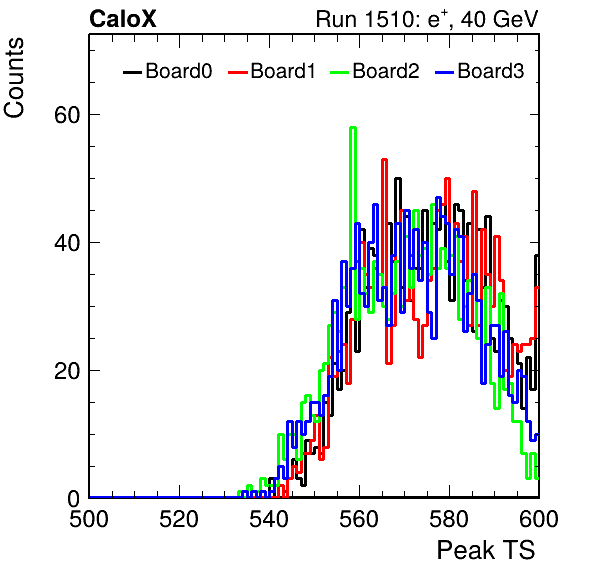 CaloX Run 1510: e⁺, 40 GeV
Counts
Board0 Board1 Board2 Board3
60
40
20
0
500 520 540 560 580 600
Peak TS